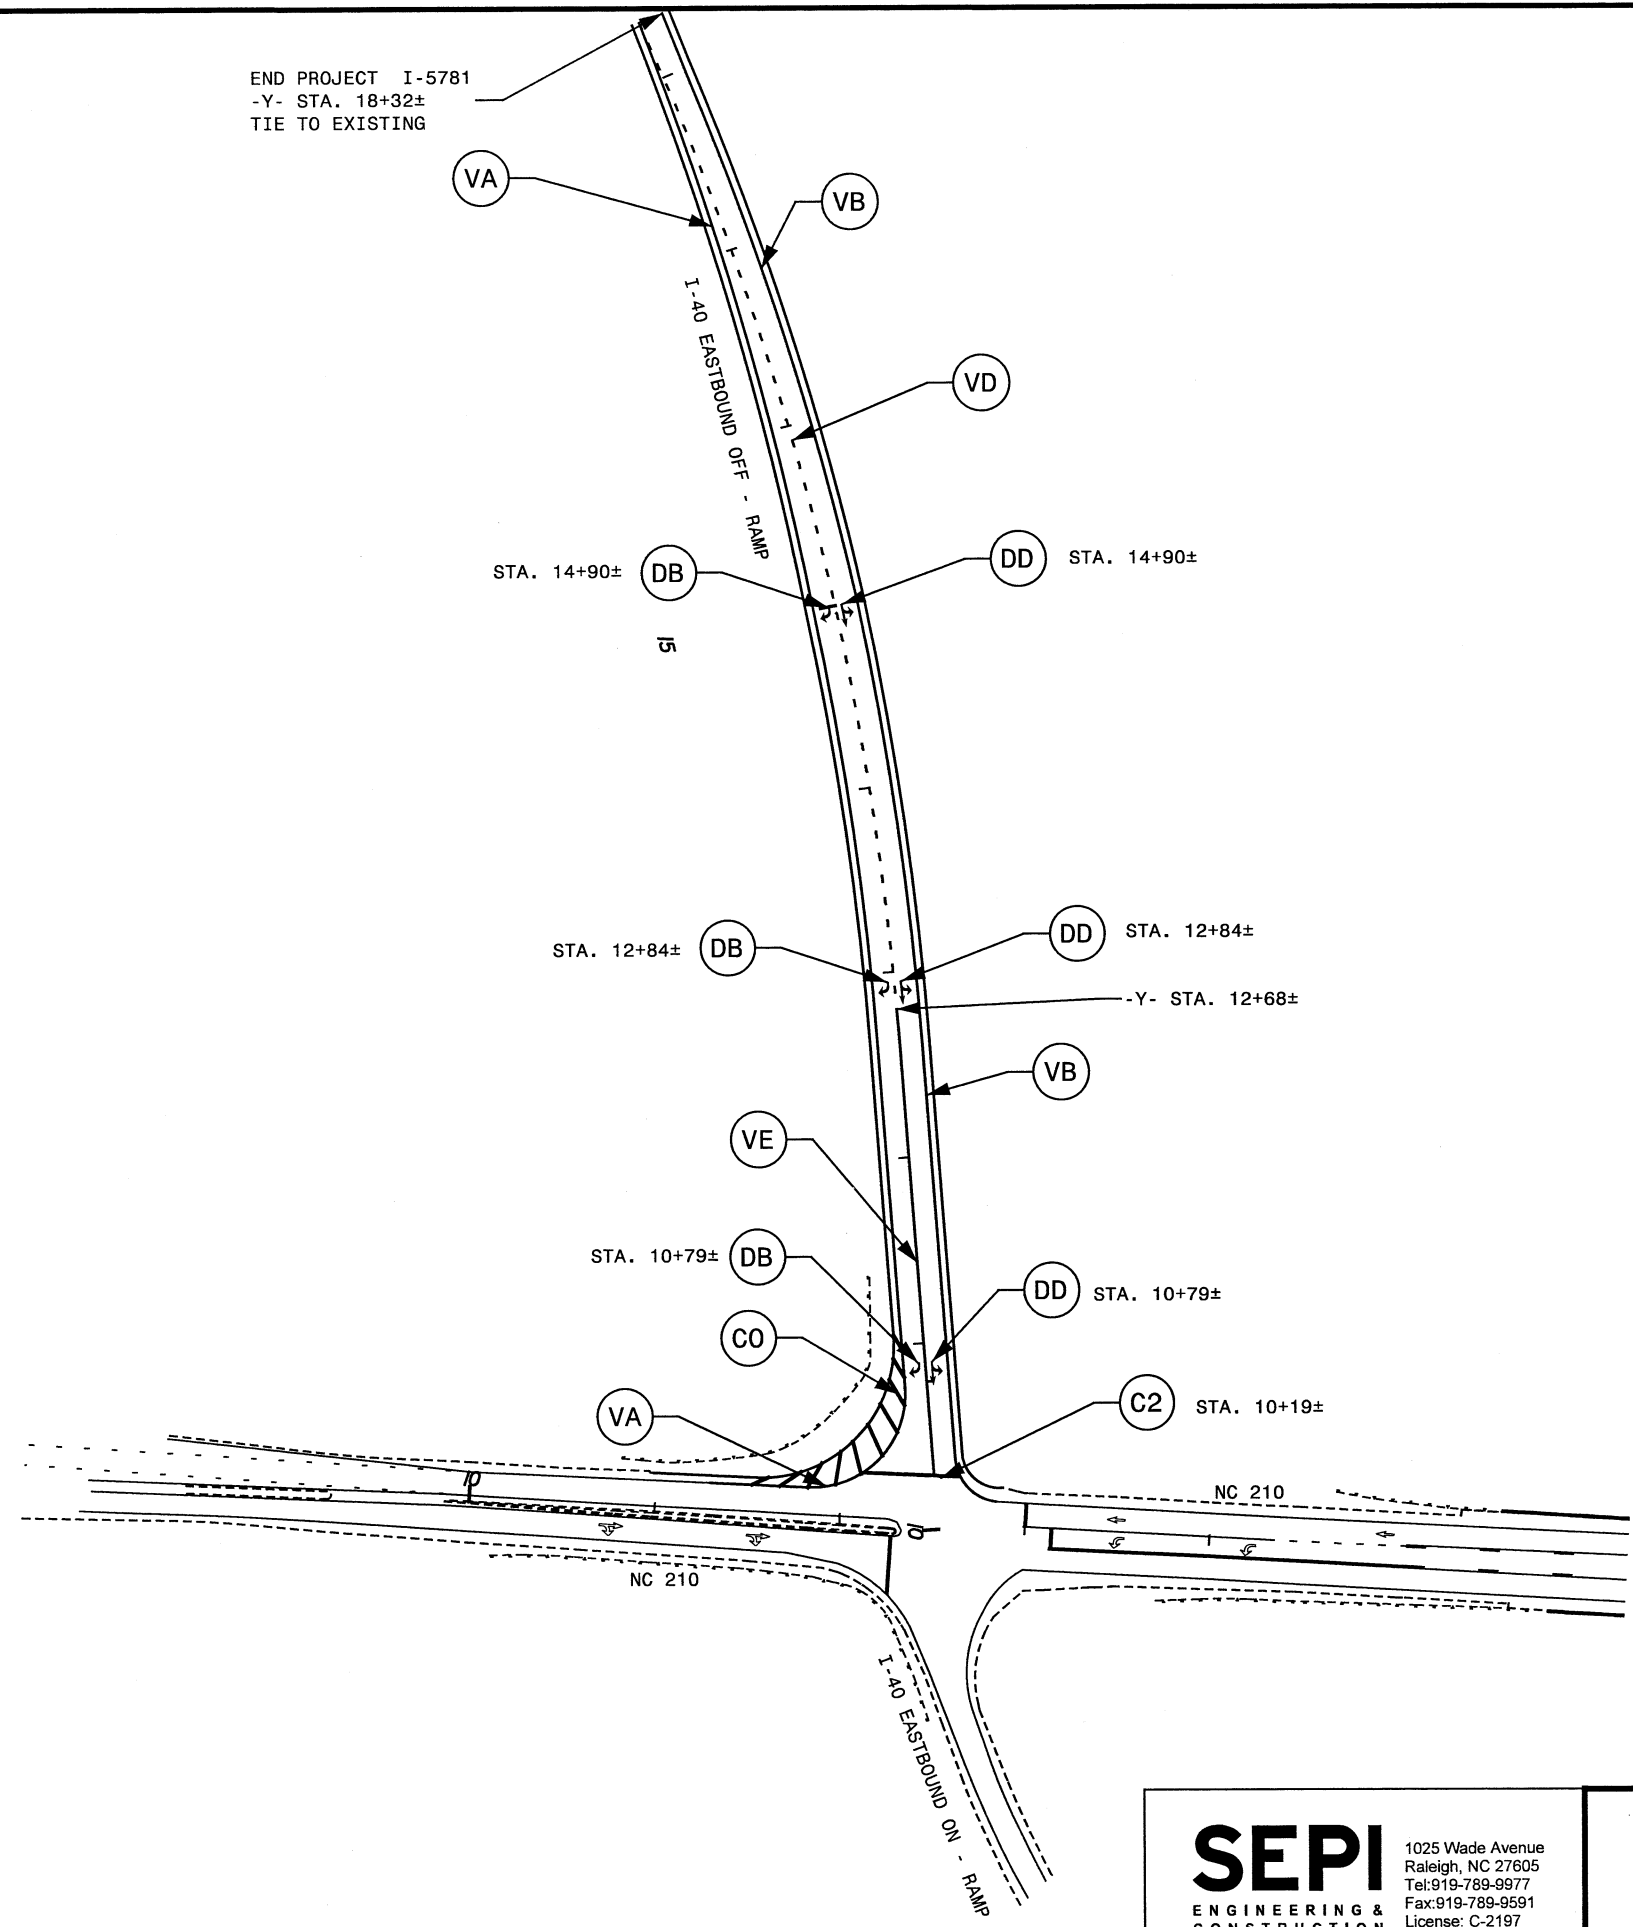 END PROJECT I-5781
-Y- STA. 18+32±
TIE TO EXISTING
VA
VB
I-40 EASTBOUND OFF - RAMP
VD
STA. 14+90±
DB
DD
STA. 14+90±
15
STA. 12+84±
DB
DD
STA. 12+84±
-Y- STA. 12+68±
VB
VE
STA. 10+79±
DB
DD
STA. 10+79±
CO
VA
C2
STA. 10+19±
10
NC 210
10
NC 210
I-40 EASTBOUND ON - RAMP
SEPI
ENGINEERING &
CONSTRUCTION
1025 Wade Avenue
Raleigh, NC 27605
Tel:919-789-9977
Fax:919-789-9591
License: C-2197